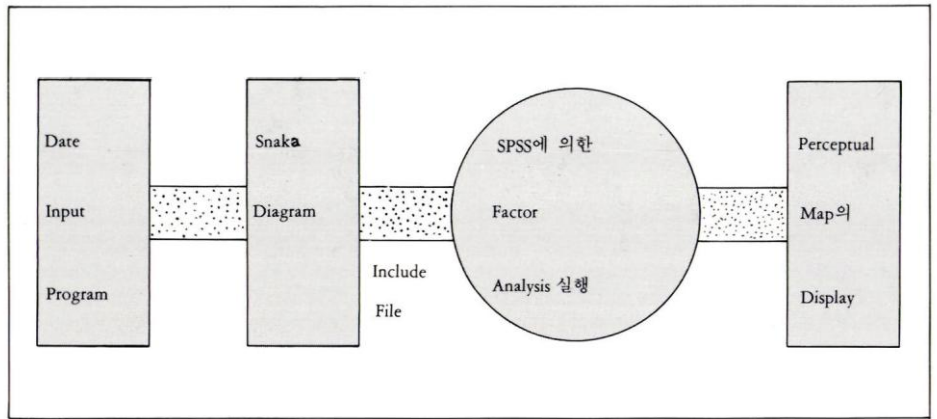 Date
Input
Program
Snaka
Diagram
Include
File
SPSS에 의한
Factor
Analysis 실행
Perceptual
Map의
Display